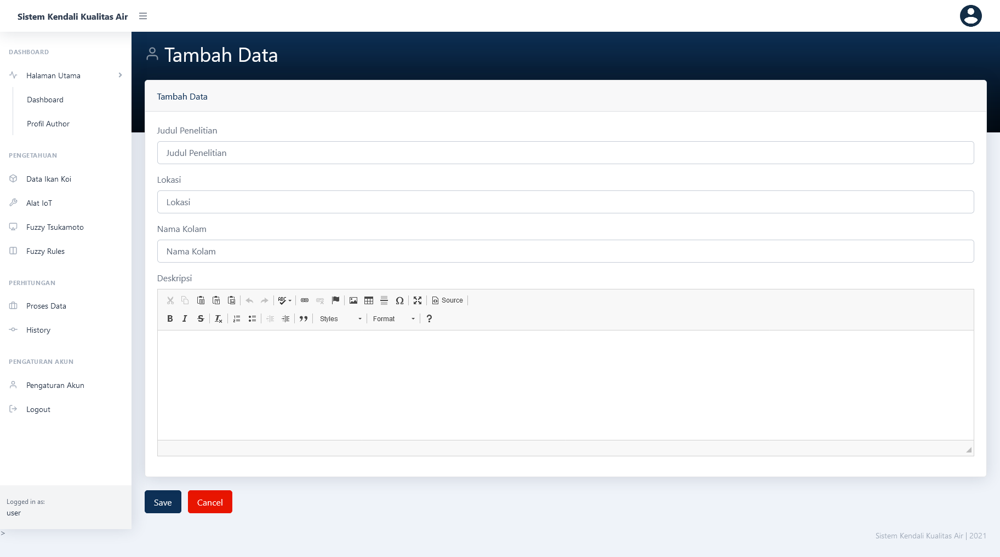 Sistem Kendali Kualitas Air
DASHBOARD
Halaman Utama
Dashboard
Profil Author
PENGETAHUAN
Data Ikan Koi
Alat IoT
Fuzzy Tsukamoto
Fuzzy Rules
PERHITUNGAN
Proses Data
History
PENGATURAN AKUN
Pengaturan Akun
Logout
Logged in as:
user
>
Tambah Data
Tambah Data
Judul Penelitian
Judul Penelitian
Lokasi
Lokasi
Nama Kolam
Nama Kolam
Deskripsi
ABC Ω Source
B I S Tx Styles Format ?
Save Cancel
Sistem Kendali Kualitas Air | 2021